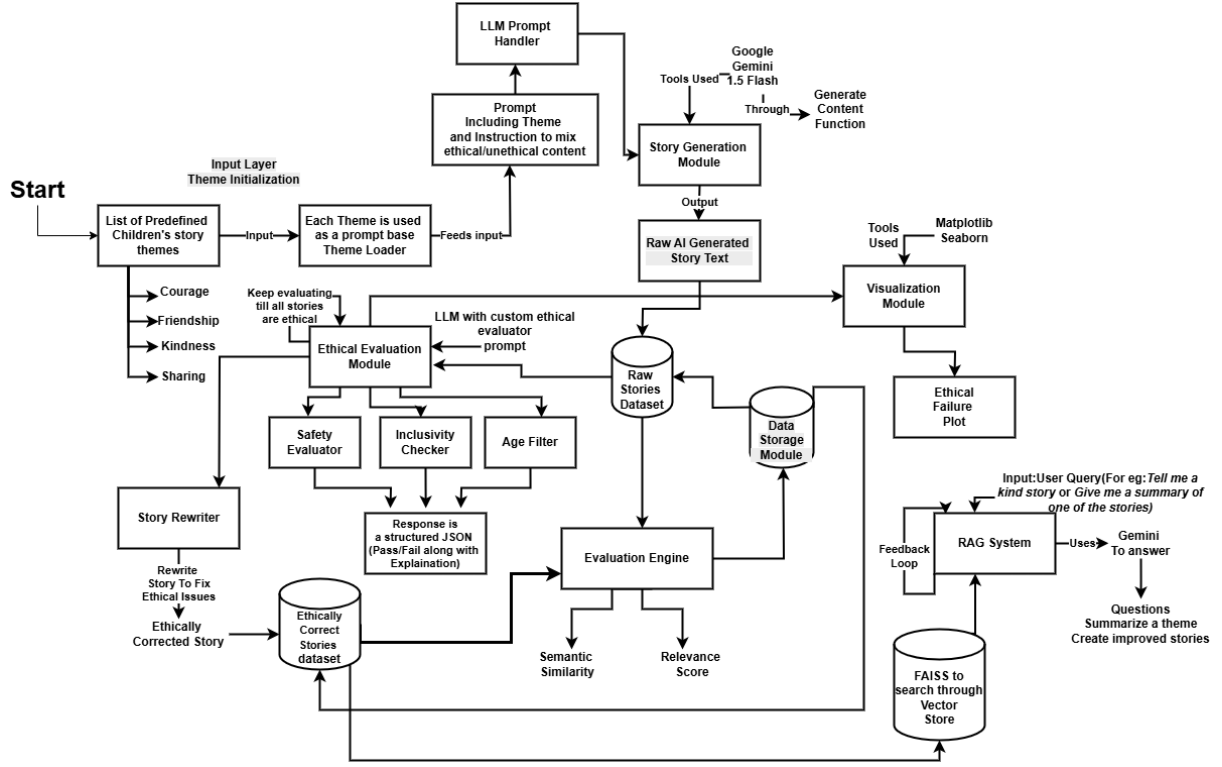 LLM Prompt
Handler
Google
Gemini
1.5 Flash
Tools Used
Through
Generate
Content
Function
Prompt
Including Theme
and Instruction to mix
ethical/unethical content
Story Generation
Module
Input Layer
Theme Initialization
Start
List of Predefined
Children's story
themes
Input
Each Theme is used
as a prompt base
Theme Loader
Feeds input
Output
Raw AI Generated
Story Text
Tools
Used
Matplotlib
Seaborn
Visualization
Module
Courage
Friendship
Kindness
Sharing
Keep evaluating
till all stories
are ethical
LLM with custom ethical
evaluator
prompt
Ethical Evaluation
Module
Raw
Stories
Dataset
Ethical
Failure
Plot
Data
Storage
Module
Safety
Evaluator
Inclusivity
Checker
Age Filter
Input:User Query(For eg:Tell me a
kind story or Give me a summary of
one of the stories)
Story Rewriter
Response is
a structured JSON
(Pass/Fail along with
Explaination)
Evaluation Engine
Feedback
Loop
RAG System
Uses
Gemini
To answer
Rewrite
Story To Fix
Ethical Issues
Ethically
Corrected Story
Ethically
Correct
Stories
dataset
Semantic
Similarity
Relevance
Score
Questions
Summarize a theme
Create improved stories
FAISS to
search through
Vector
Store